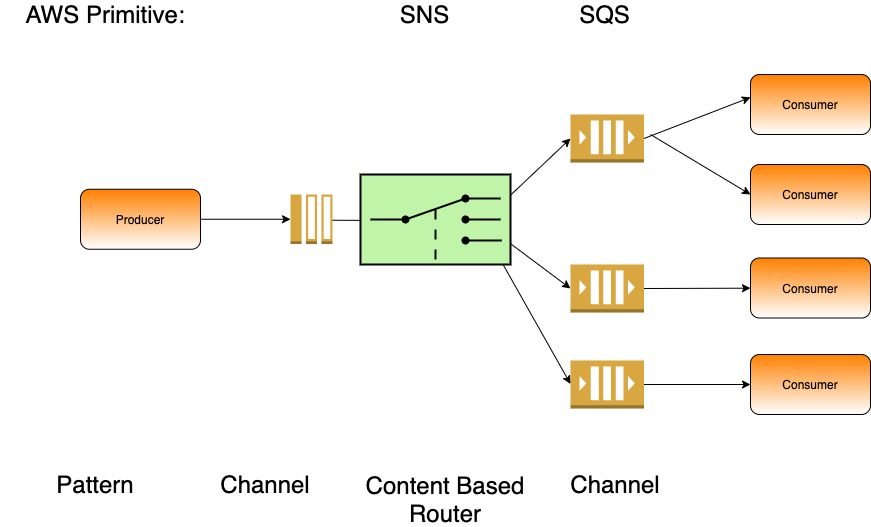 AWS Primitive:
SNS
SQS
Consumer
Consumer
Producer
Consumer
Consumer
Pattern
Channel
Content Based
Router
Channel